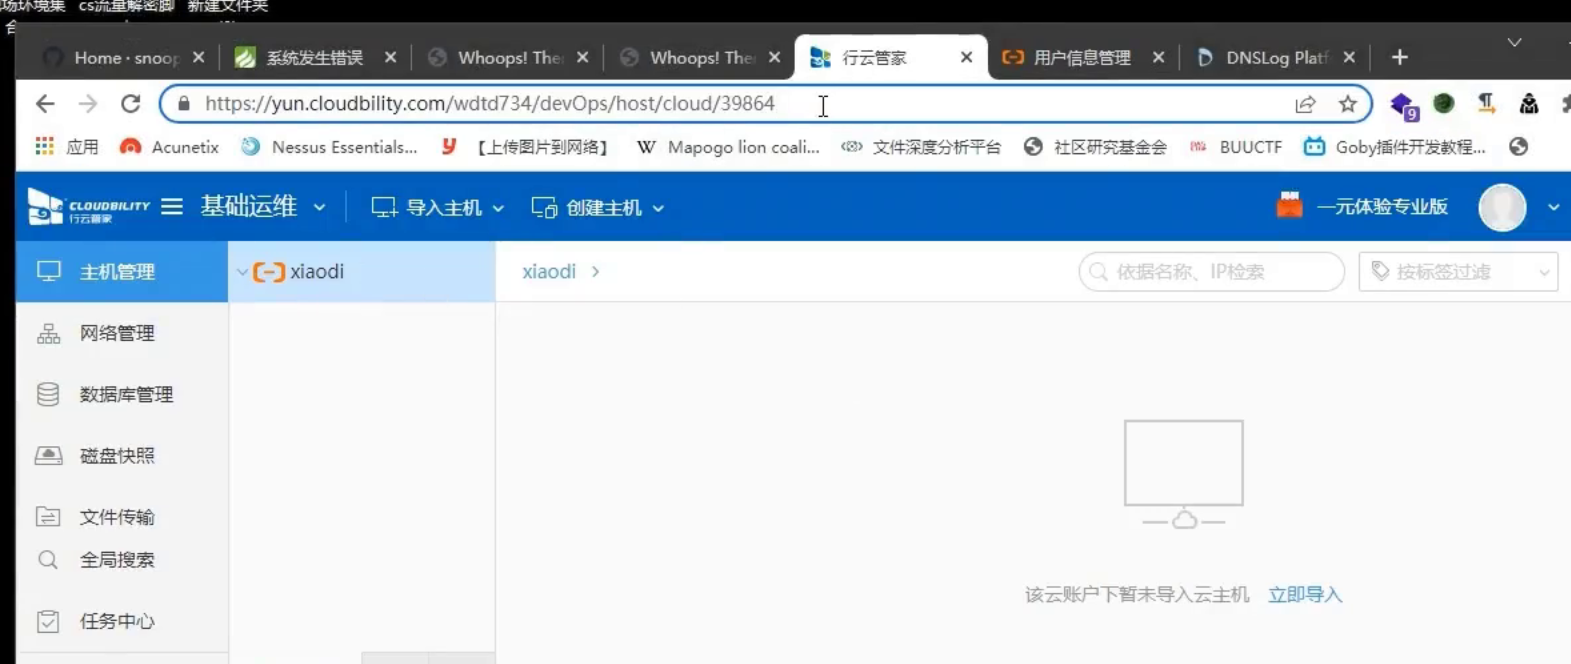 场环境集 cs流量解密脚 新建文件夹
Home · snoop 系统发生错误 Whoops! The Whoops! The 行云管家 用户信息管理 DNSLog Platf
https://yun.cloudbility.com/wdtd734/devOps/host/cloud/39864
9
应用 Acunetix Nessus Essentials... 【上传图片到网络】 W Mapogo lion coali... 文件深度分析平台 社区研究基金会 BUUCTF Goby插件开发教程...
CLOUDBILITY 行云管家 基础运维 导入主机 创建主机 一元体验专业版
主机管理 xiaodi xiaodi 依据名称、IP检索 按标签过滤
网络管理
数据库管理
磁盘快照
文件传输
全局搜索
该云账户下暂未导入云主机 立即导入
任务中心